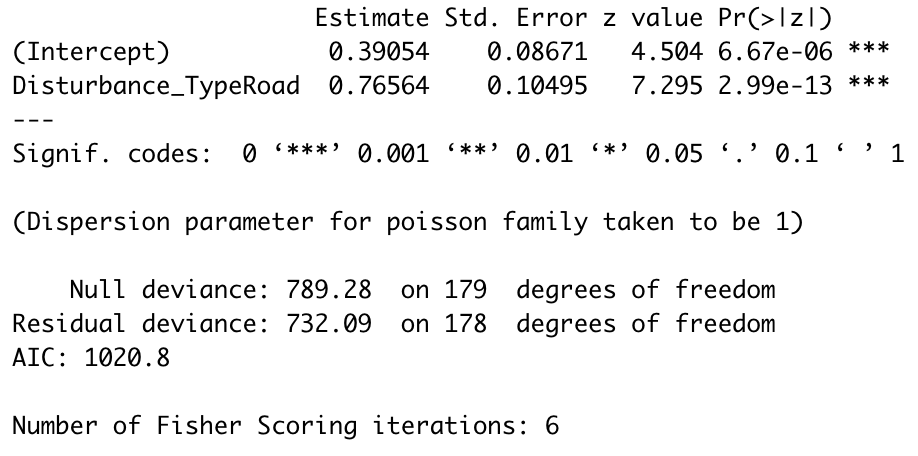 Estimate Std. Error z value Pr(>|z|)
(Intercept) 0.39054 0.08671 4.504 6.67e-06 ***
Disturbance_TypeRoad 0.76564 0.10495 7.295 2.99e-13 ***
---
Signif. codes: 0 ‘***’ 0.001 ‘**’ 0.01 ‘*’ 0.05 ‘.’ 0.1 ‘ ’ 1
(Dispersion parameter for poisson family taken to be 1)
Null deviance: 789.28 on 179 degrees of freedom
Residual deviance: 732.09 on 178 degrees of freedom
AIC: 1020.8
Number of Fisher Scoring iterations: 6